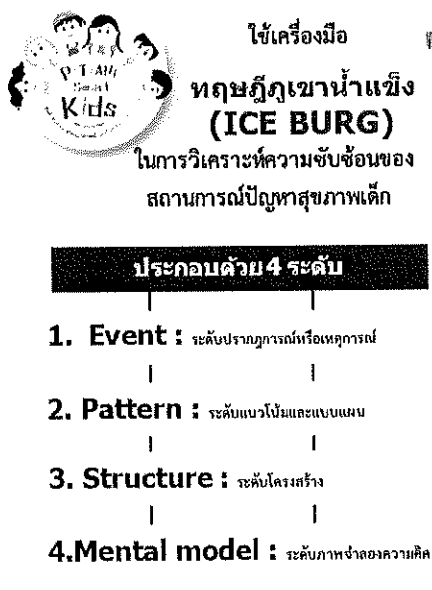 PATTANI
Smart
Kids
ใช้เครื่องมือ
ทฤษฎีภูเขาน้ำแข็ง
(ICE BURG)
ในการวิเคราะห์ความซับซ้อนของ
สถานการณ์ปัญหาสุขภาพเด็ก
ประกอบด้วย 4 ระดับ
1. Event : ระดับปรากฏการณ์หรือเหตุการณ์
2. Pattern : ระดับแนวโน้มและแบบแผน
3. Structure : ระดับโครงสร้าง
4.Mental model : ระดับภาพจำลองความคิด